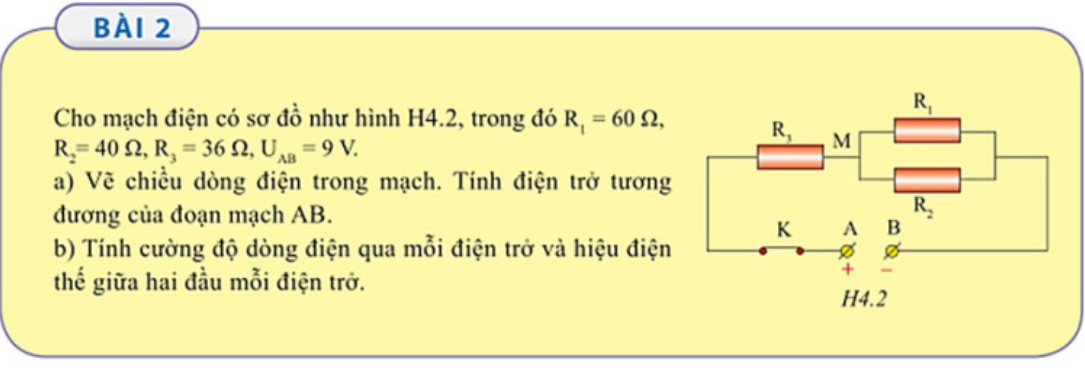 BÀI 2
Cho mạch điện có sơ đồ như hình H4.2, trong đó R₁ = 60 Ω,
R₂= 40 Ω, R₃ = 36 Ω, U_AB = 9 V.
a) Vẽ chiều dòng điện trong mạch. Tính điện trở tương
đương của đoạn mạch AB.
b) Tính cường độ dòng điện qua mỗi điện trở và hiệu điện
thế giữa hai đầu mỗi điện trở.
R₁
R₃ M
R₂
K A B
+ −
H4.2